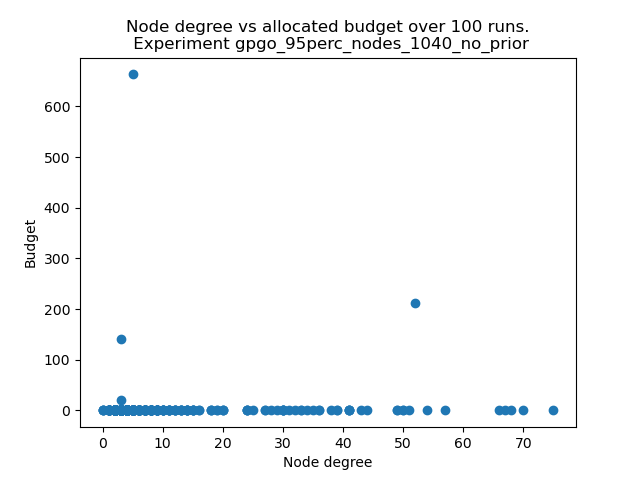 Node degree vs allocated budget over 100 runs.
Experiment gpgo_95perc_nodes_1040_no_prior
600
500
400
300
200
100
0
Budget
0 10 20 30 40 50 60 70
Node degree